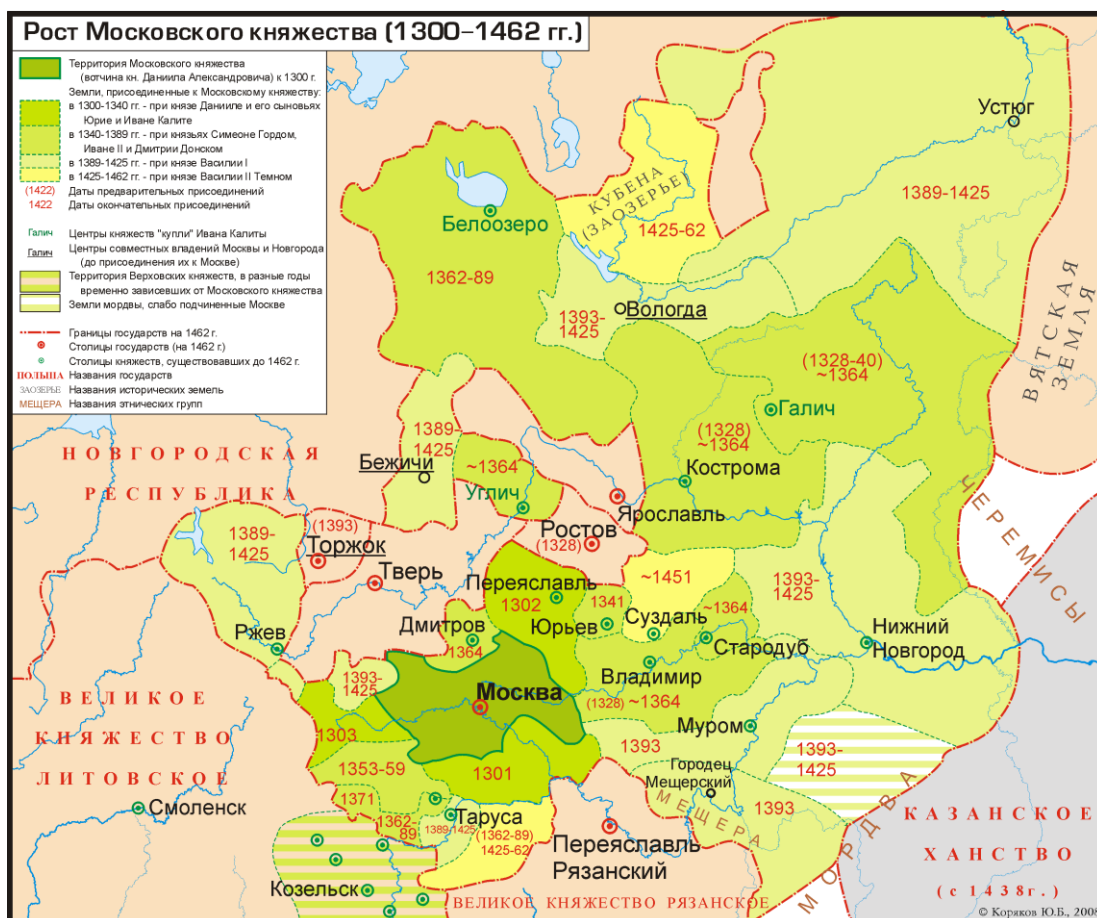 Рост Московского княжества (1300–1462 гг.)
Территория Московского княжества
(вотчина кн. Даниила Александровича) к 1300 г.
Земли, присоединенные к Московскому княжеству:
в 1300-1340 гг. - при князе Данииле и его сыновьях
Юрие и Иване Калите
в 1340-1389 гг. - при князьях Симеоне Гордом,
Иване II и Дмитрии Донском
в 1389-1425 гг. - при князе Василии I
в 1425-1462 гг. - при князе Василии II Темном
(1422) Даты предварительных присоединений
1422 Даты окончательных присоединений
Галич Центры княжеств "купли" Ивана Калиты
Галич Центры совместных владений Москвы и Новгорода
(до присоединения их к Москве)
Территория Верховских княжеств, в разные годы
временно зависевших от Московского княжества
Земли мордвы, слабо подчиненные Москве
Границы государств на 1462 г.
Столицы государств (на 1462 г.)
Столицы княжеств, существовавших до 1462 г.
ПОЛЬША Названия государств
ЗАОЗЕРЬЕ Названия исторических земель
МЕЩЕРА Названия этнических групп
Устюг
1389-1425
КУБЕНА
(ЗАОЗЕРЬЕ)
1425-62
Белоозеро
1362-89
Вологда
1393-
1425
ВЯТСКАЯ
ЗЕМЛЯ
(1328-40)
~1364
Галич
(1328)
~1364
Кострома
1389-
1425
Бежичи
~1364
Углич
НОВГОРОДСКАЯ
РЕСПУБЛИКА
Ярославль
ЧЕРЕМИСЫ
1389-
1425
(1393)
Торжок
Ростов
(1328)
Тверь
Переяславль
1302
~1451
1393-
1425
1341
~1364
Дмитров
1364
Юрьев
Суздаль
Стародуб
Нижний
Новгород
Ржев
Владимир
(1328) ~1364
1393-
1425
Москва
ВЕЛИКОЕ
КНЯЖЕСТВО
ЛИТОВСКОЕ
Муром
1303
1393
1393-
1425
1353-59
1301
Городец
Мещерский
МЕЩЕРА
1393
1371
Смоленск
Таруса
1362-
89
1389-1425
(1362-89)
1425-62
Переяславль
Рязанский
МОРДВА
КАЗАНСКОЕ
ХАНСТВО
(с 1438г.)
Козельск
ВЕЛИКОЕ КНЯЖЕСТВО РЯЗАНСКОЕ
© Коряков Ю.Б., 2008